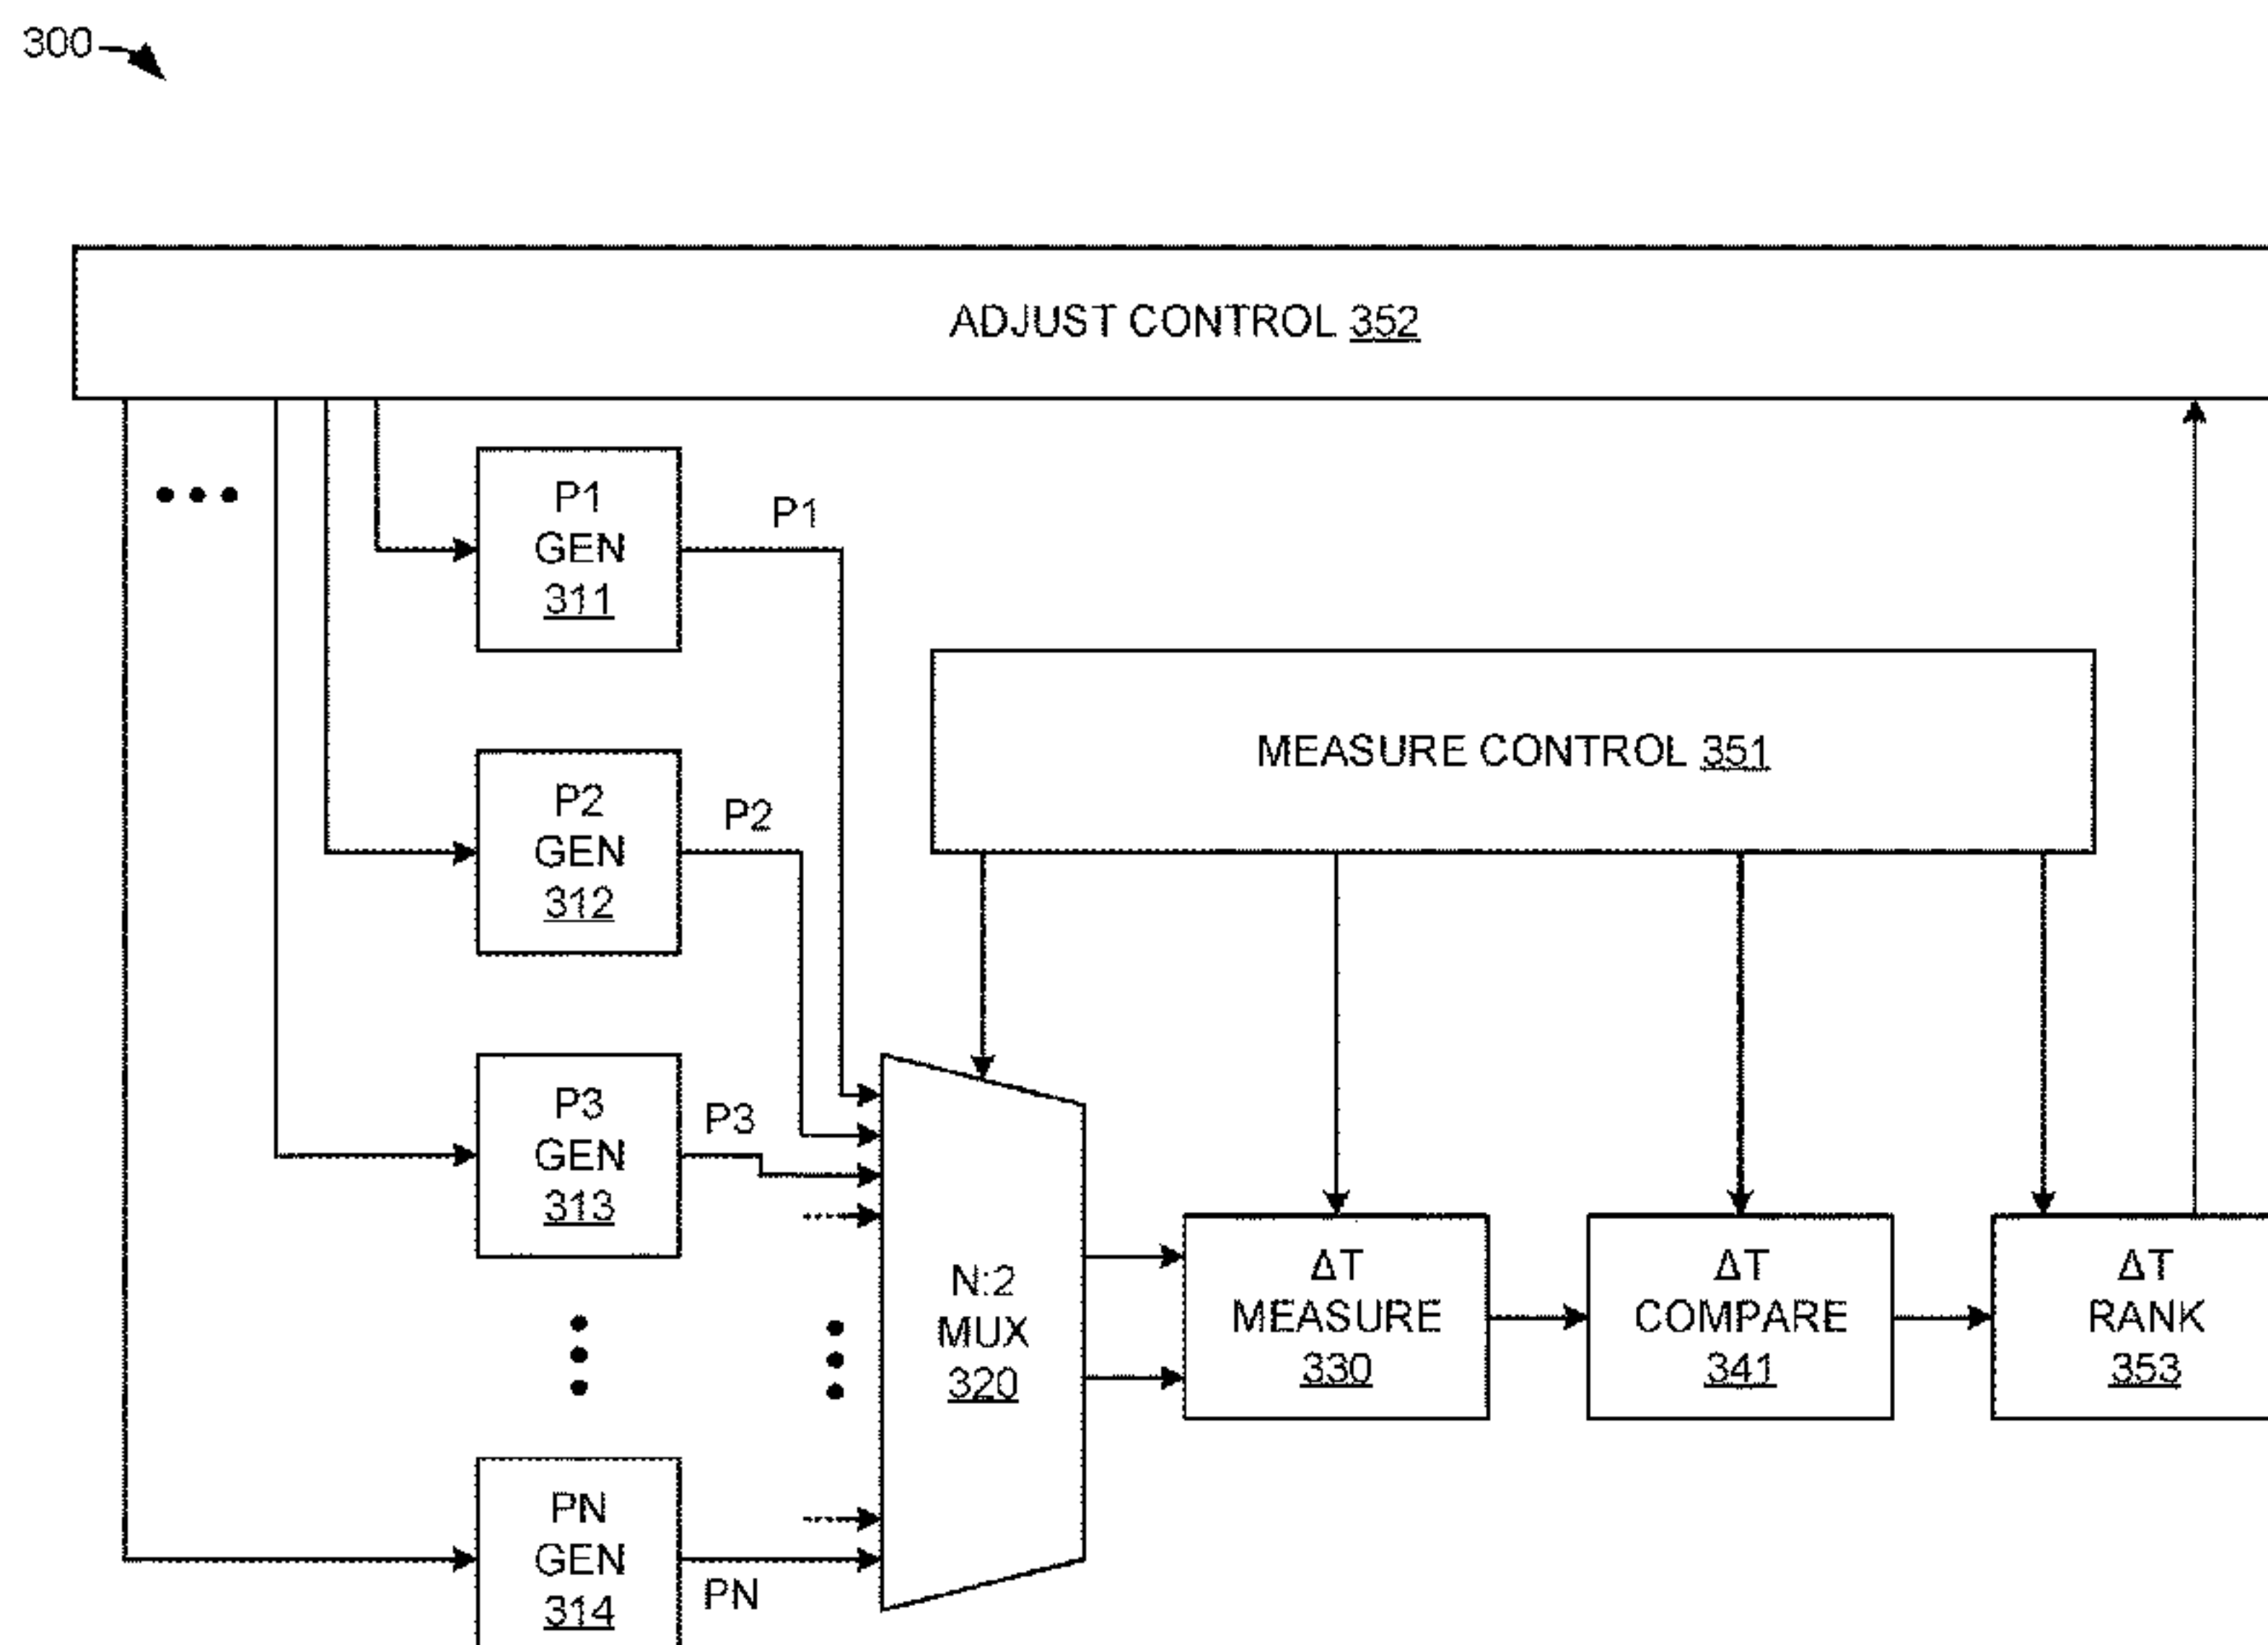 300
ADJUST CONTROL 352
P1
GEN
311
P1
P2
GEN
312
P2
MEASURE CONTROL 351
P3
GEN
313
P3
N:2
MUX
320
ΔT
MEASURE
330
ΔT
COMPARE
341
ΔT
RANK
353
PN
GEN
314
PN